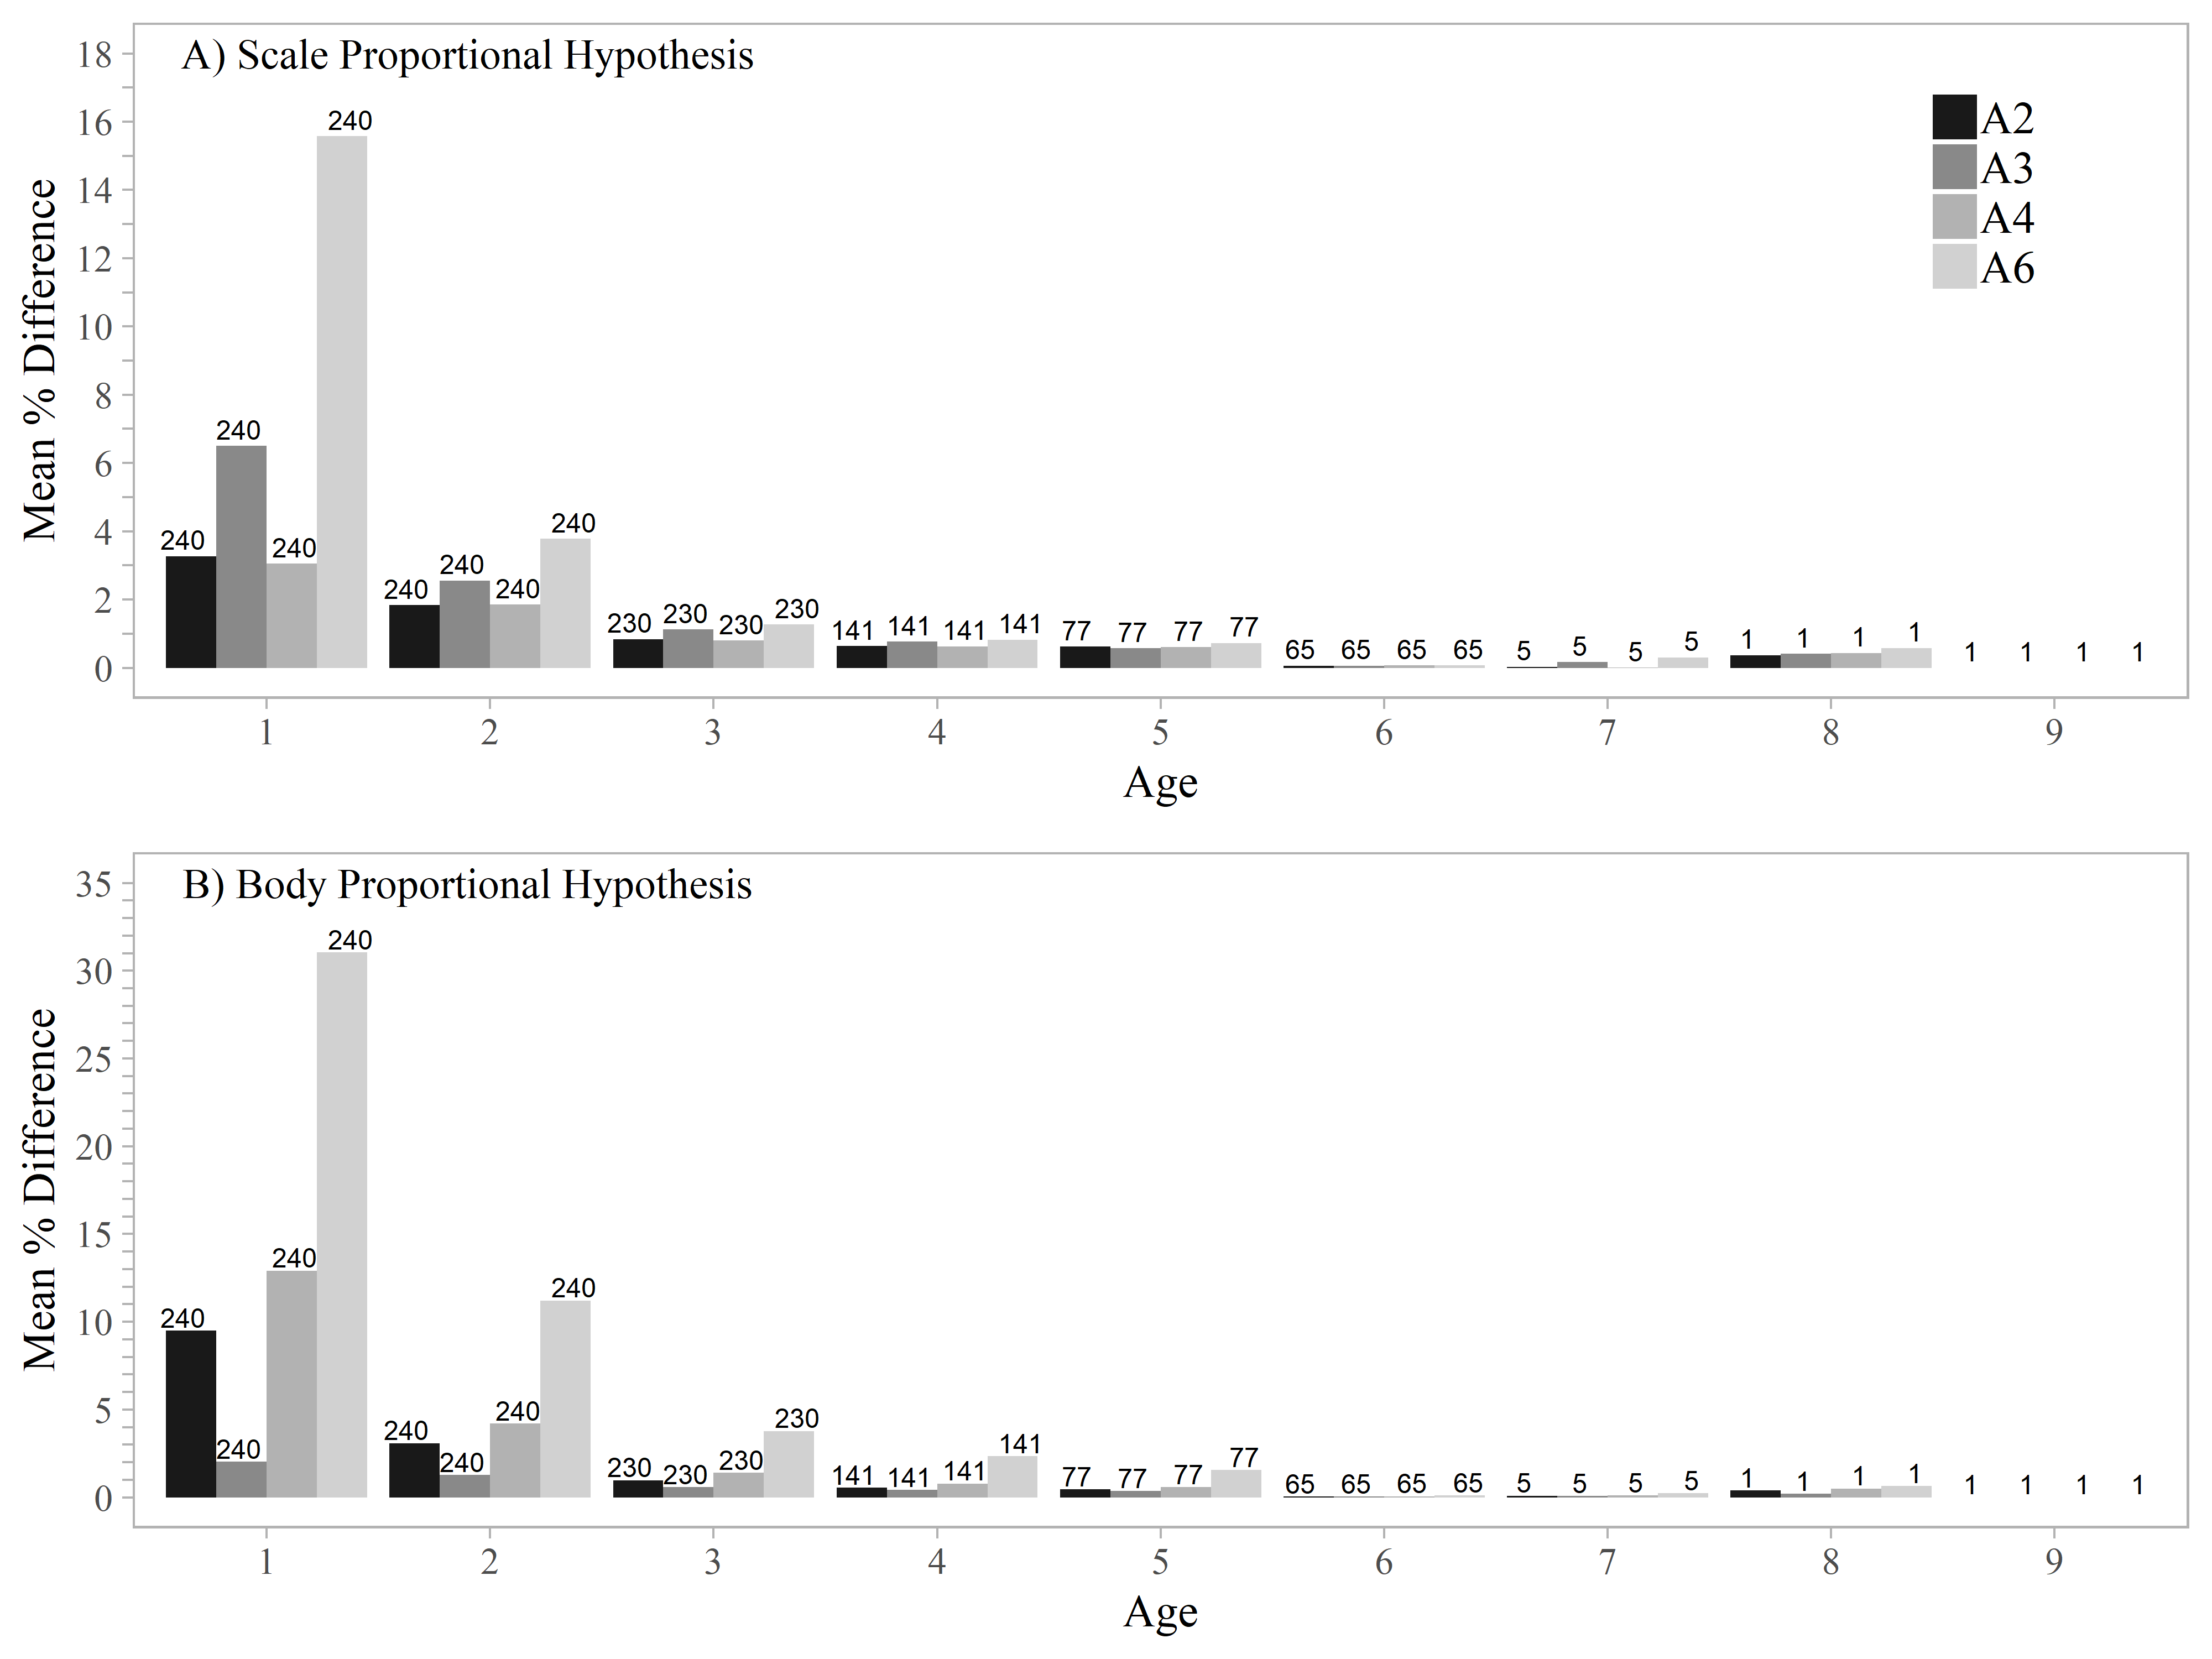 A) Scale Proportional Hypothesis
Mean % Difference
18
16
14
12
10
8
6
4
2
0
A2
A3
A4
A6
240 240 240 240
240 240 240 240
230 230 230 230
141 141 141 141
77 77 77 77
65 65 65 65
5 5 5 5
1 1 1 1
1 1 1 1
1 2 3 4 5 6 7 8 9
Age
B) Body Proportional Hypothesis
Mean % Difference
35
30
25
20
15
10
5
0
240 240 240 240
240 240 240 240
230 230 230 230
141 141 141 141
77 77 77 77
65 65 65 65
5 5 5 5
1 1 1 1
1 1 1 1
1 2 3 4 5 6 7 8 9
Age